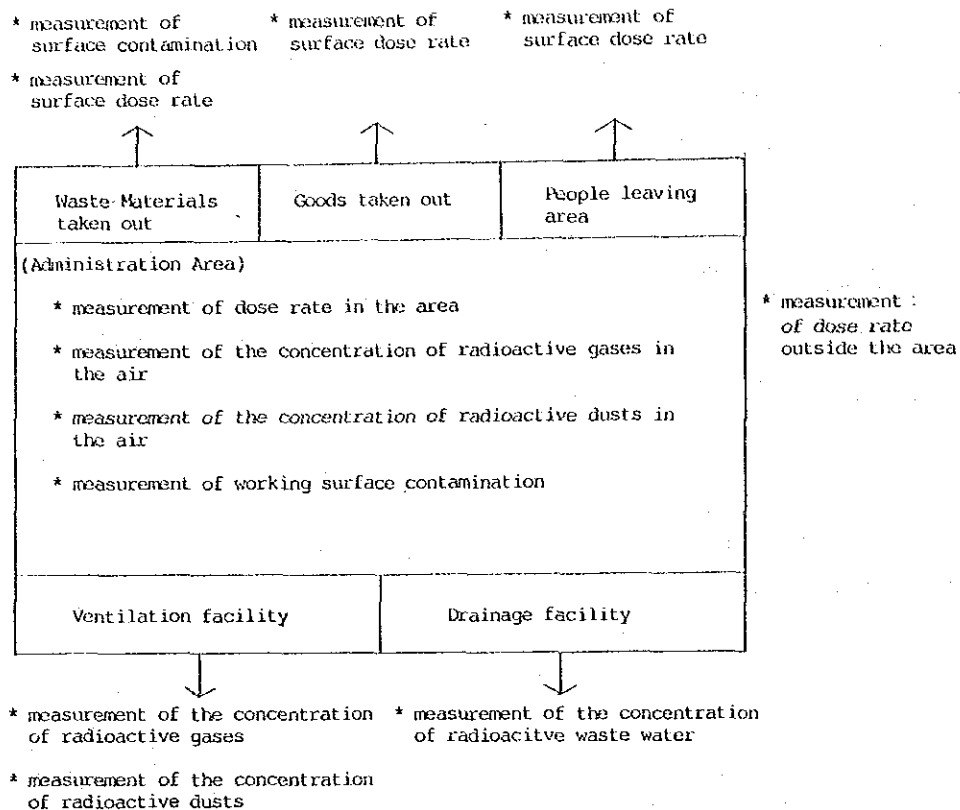 * measurement of
surface contamination
* measurement of
surface dose rate
* measurement of
surface dose rate
* measurement of
surface dose rate
Waste Materials
taken out
Goods taken out
People leaving
area
(Administration Area)
* measurement of dose rate in the area
* measurement of the concentration of radioactive gases in
the air
* measurement of the concentration of radioactive dusts in
the air
* measurement of working surface contamination
* measurement :
of dose rate
outside the area
Ventilation facility
Drainage facility
* measurement of the concentration
of radioactive gases
* measurement of the concentration
of radioactive dusts
* measurement of the concentration
of radioacitve waste water